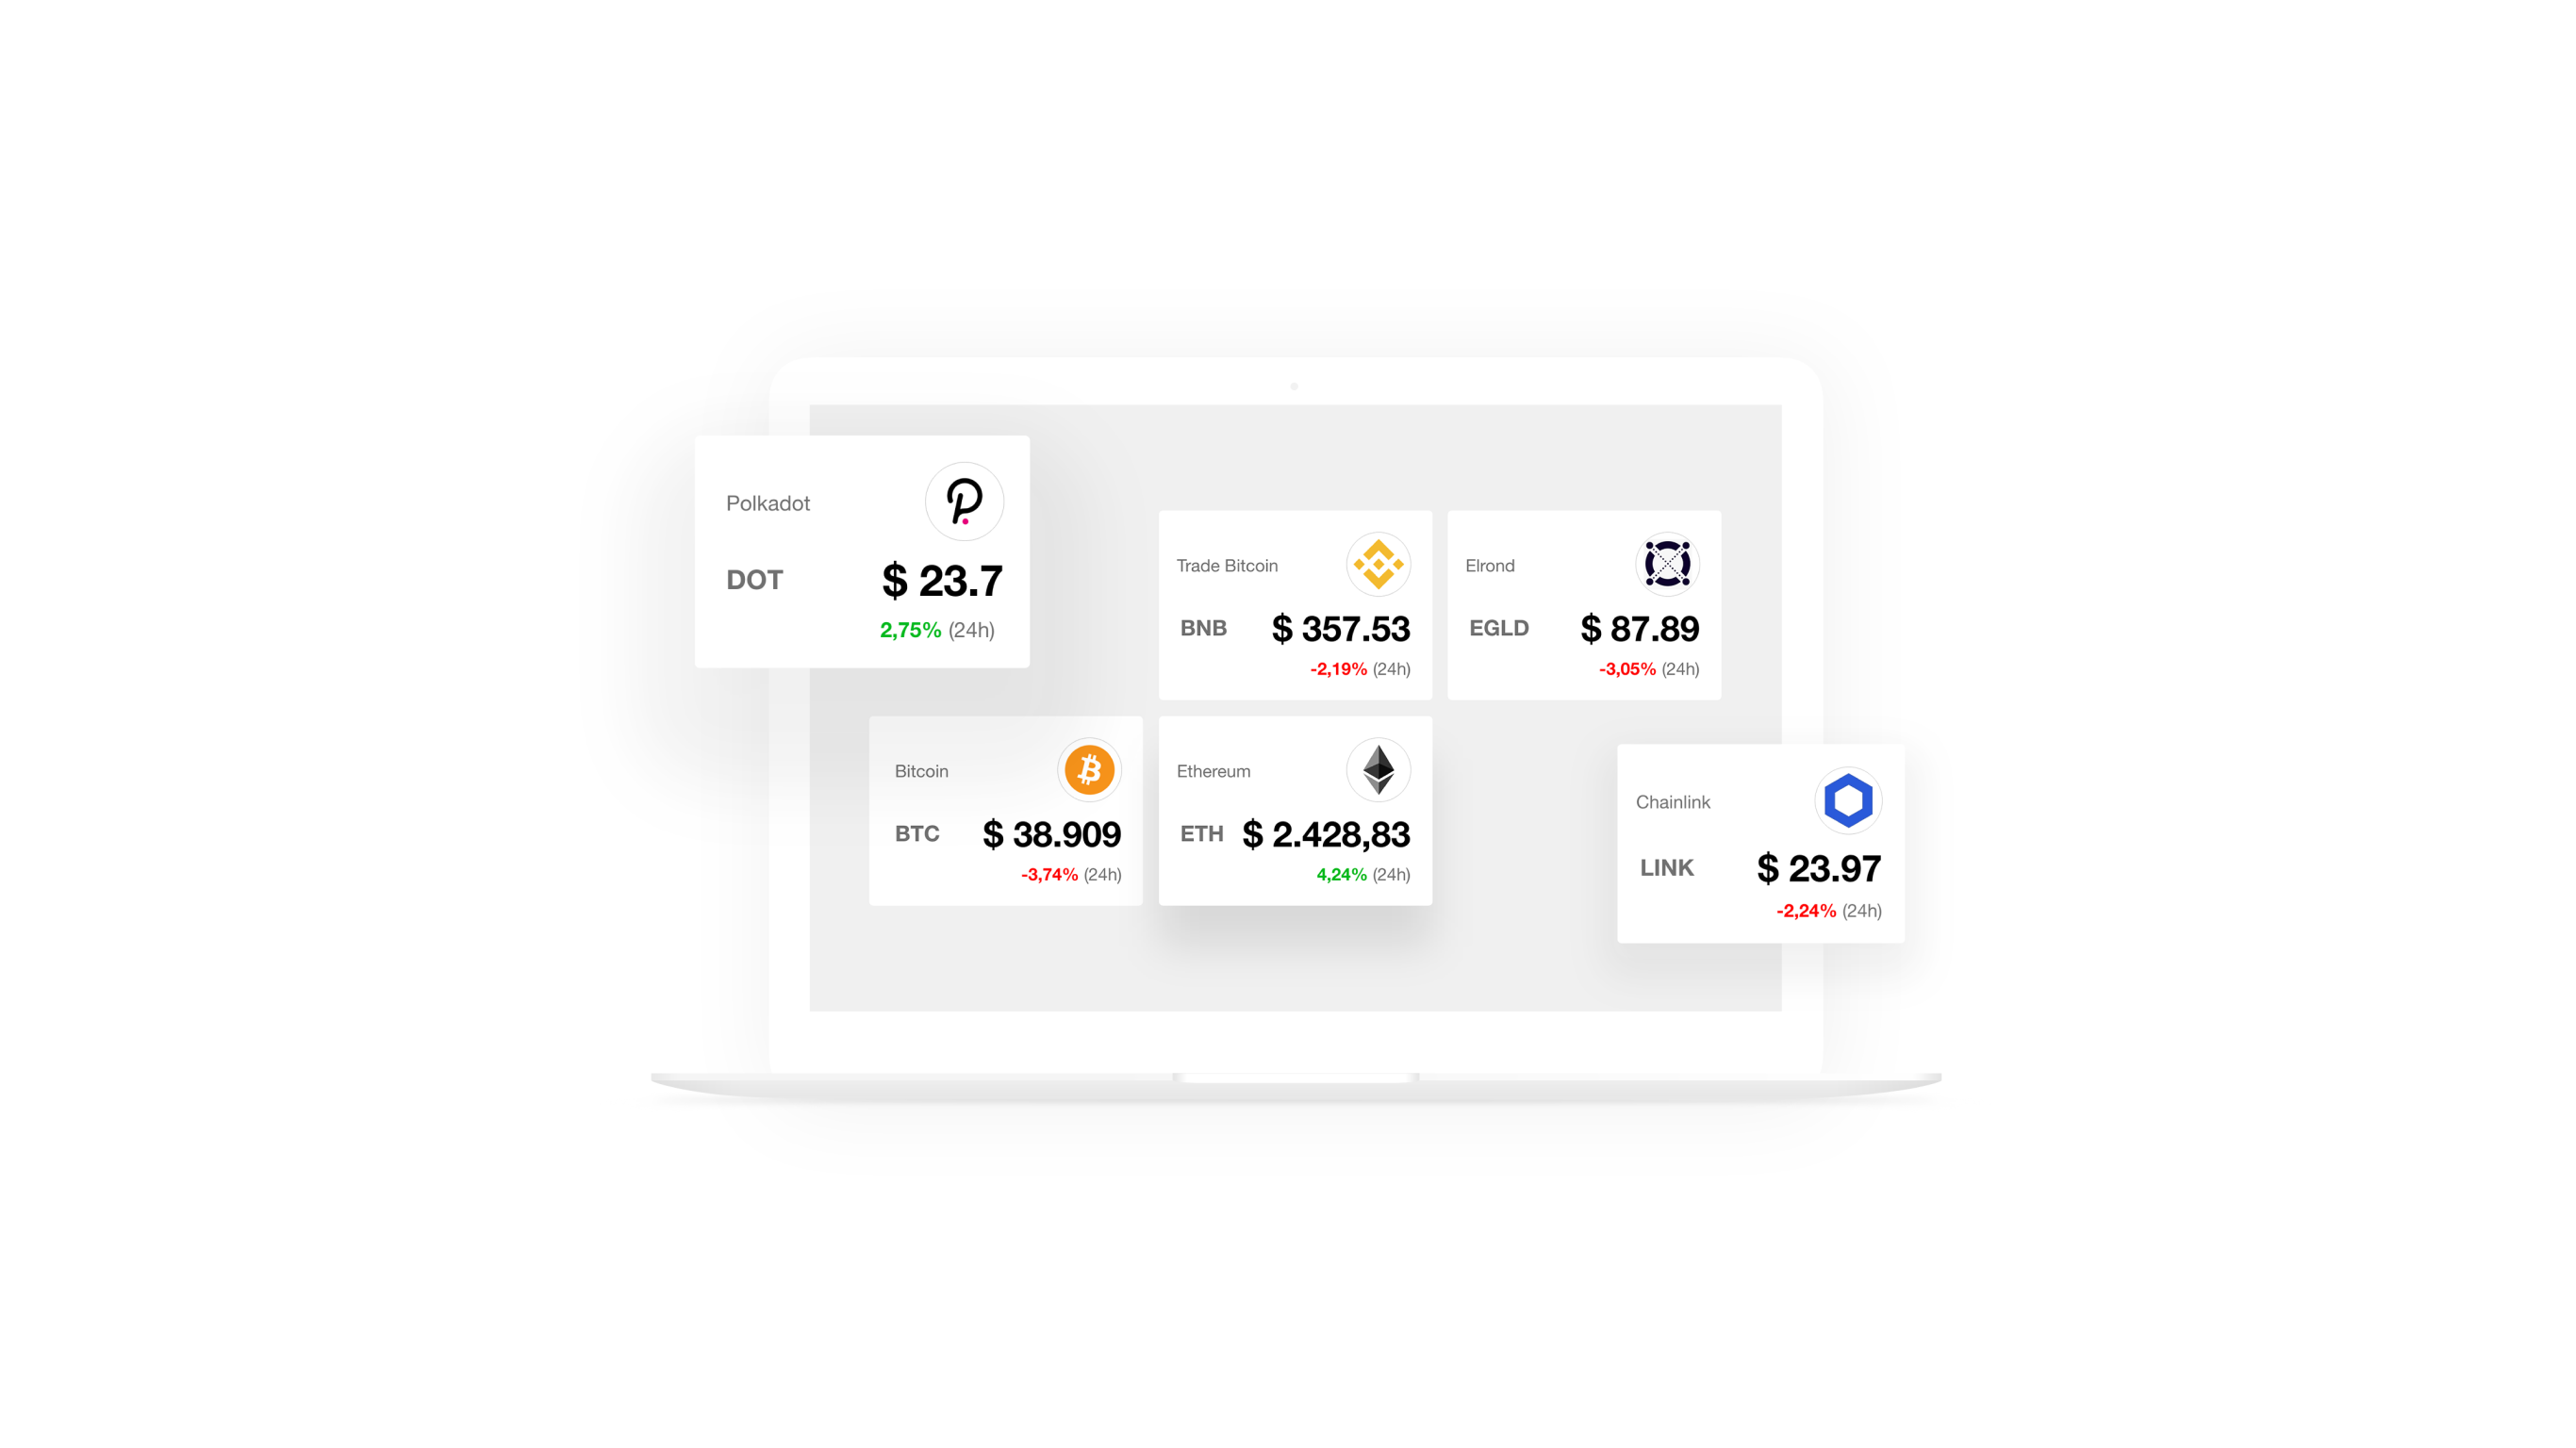 Polkadot
DOT $ 23.7
2,75% (24h)
Trade Bitcoin
BNB $ 357.53
-2,19% (24h)
Elrond
EGLD $ 87.89
-3,05% (24h)
Bitcoin
BTC $ 38.909
-3,74% (24h)
Ethereum
ETH $ 2.428,83
4,24% (24h)
Chainlink
LINK $ 23.97
-2,24% (24h)